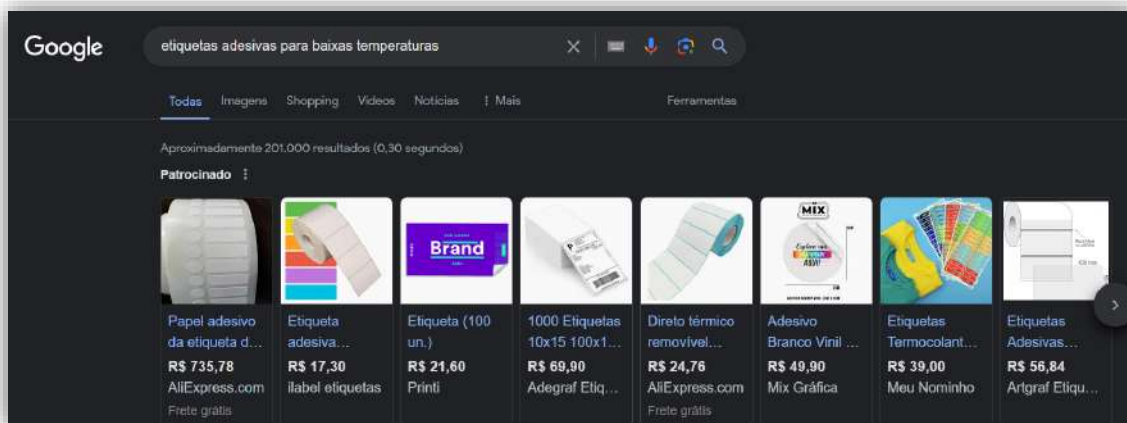 Google
etiquetas adesivas para baixas temperaturas
Todas Imagens Shopping Vídeos Notícias Mais Ferramentas
Aproximadamente 201.000 resultados (0,30 segundos)
Patrocinado
Brand
MIX
Papel adesivo
da etiqueta d...
R$ 735,78
AliExpress.com
Frete grátis
Etiqueta
adesiva...
R$ 17,30
ilabel etiquetas
Etiqueta (100
un.)
R$ 21,60
Printi
1000 Etiquetas
10x15 100x1...
R$ 69,90
Adegraf Etiq...
Direto térmico
removível...
R$ 24,76
AliExpress.com
Frete grátis
Adesivo
Branco Vinil ...
R$ 49,90
Mix Gráfica
Etiquetas
Termocolant...
R$ 39,00
Meu Nominho
Etiquetas
Adesivas...
R$ 56,84
Artgraf Etiqu...